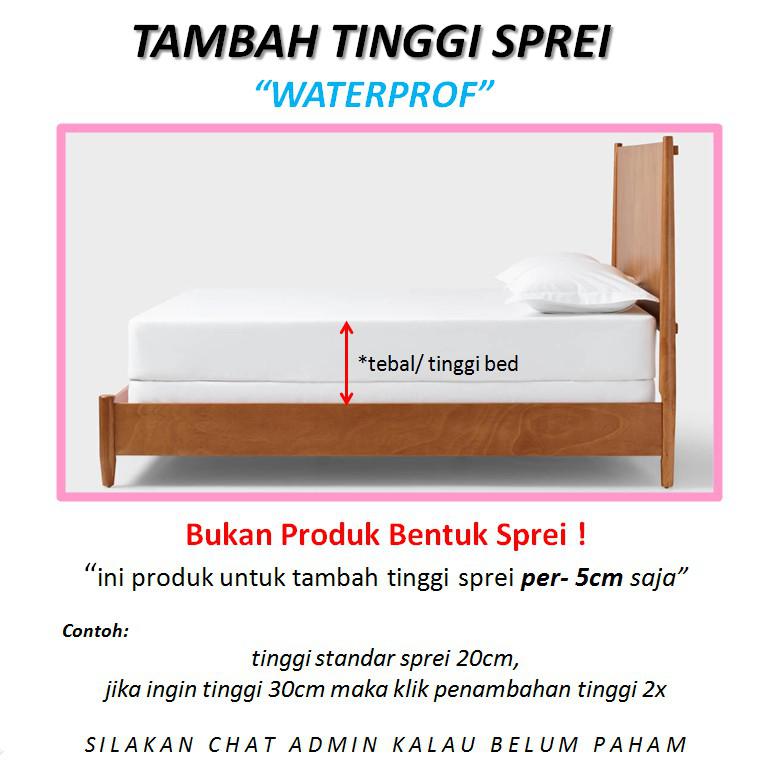 TAMBAH TINGGI SPREI
“WATERPROF”
*tebal/ tinggi bed
Bukan Produk Bentuk Sprei !
“ini produk untuk tambah tinggi sprei per- 5cm saja”
Contoh:
tinggi standar sprei 20cm,
jika ingin tinggi 30cm maka klik penambahan tinggi 2x
SILAKAN CHAT ADMIN KALAU BELUM PAHAM